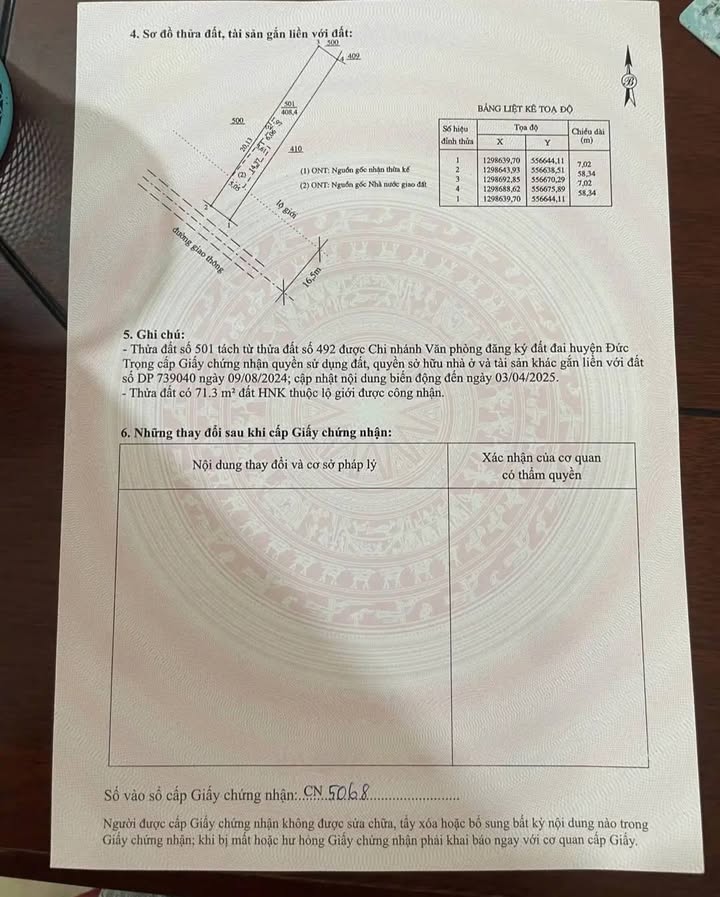 4. Sơ đồ thửa đất, tài sản gắn liền với đất:
3 500
4 409
B
501
408,4
500
410
20,13
14,87
5,05
(2)
2
1
(1) ONT: Nguồn gốc nhận thừa kế
(2) ONT: Nguồn gốc Nhà nước giao đất
lộ giới
đường giao thông
16,5m
BẢNG LIỆT KÊ TOẠ ĐỘ
Số hiệu đỉnh thửa Tọa độ Chiều dài (m)
X Y
1 1298639,70 556644,11
7,02
2 1298643,93 556638,51
58,34
3 1298692,85 556670,29
7,02
4 1298688,62 556675,89
58,34
1 1298639,70 556644,11
5. Ghi chú:
- Thửa đất số 501 tách từ thửa đất số 492 được Chi nhánh Văn phòng đăng ký đất đai huyện Đức
Trọng cấp Giấy chứng nhận quyền sử dụng đất, quyền sở hữu nhà ở và tài sản khác gắn liền với đất
số DP 739040 ngày 09/08/2024; cập nhật nội dung biến động đến ngày 03/04/2025.
- Thửa đất có 71.3 m² đất HNK thuộc lộ giới được công nhận.
6. Những thay đổi sau khi cấp Giấy chứng nhận:
Nội dung thay đổi và cơ sở pháp lý
Xác nhận của cơ quan
có thẩm quyền
Số vào sổ cấp Giấy chứng nhận: CN 5068
Người được cấp Giấy chứng nhận không được sửa chữa, tẩy xóa hoặc bổ sung bất kỳ nội dung nào trong
Giấy chứng nhận; khi bị mất hoặc hư hỏng Giấy chứng nhận phải khai báo ngay với cơ quan cấp Giấy.